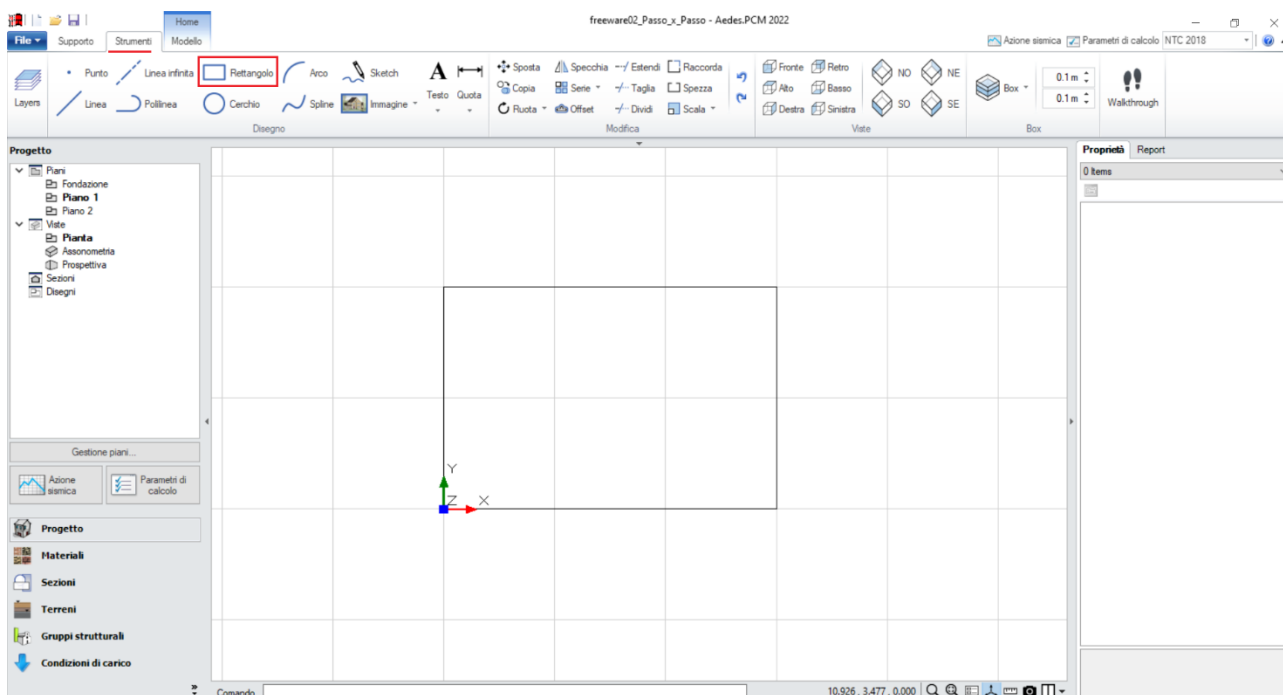 Home
freeware02_Passo_x_Passo - Aedes.PCM 2022
File Supporto Strumenti Modello
Azione sismica Parametri di calcolo NTC 2018
Layers
Punto Linea infinita Rettangolo Arco Sketch
Linea Polilinea Cerchio Spline Immagine
Disegno
A
Testo Quota
Sposta Specchia Estendi Raccorda
Copia Serie Taglia Spezza
Ruota Offset Dividi Scala
Modifica
Fronte Retro NO NE
Alto Basso
Destra Sinistra SO SE
Viste
Box
0.1 m
0.1 m
Box
Walkthrough
Progetto
Piani
Fondazione
Piano 1
Piano 2
Viste
Pianta
Assonometria
Prospettiva
Sezioni
Disegni
Gestione piani...
Azione sismica
Parametri di calcolo
Progetto
Materiali
Sezioni
Terreni
Gruppi strutturali
Condizioni di carico
Y
Z X
Proprietà Report
0 Items
Comando
10.926 , 3.477 , 0.000